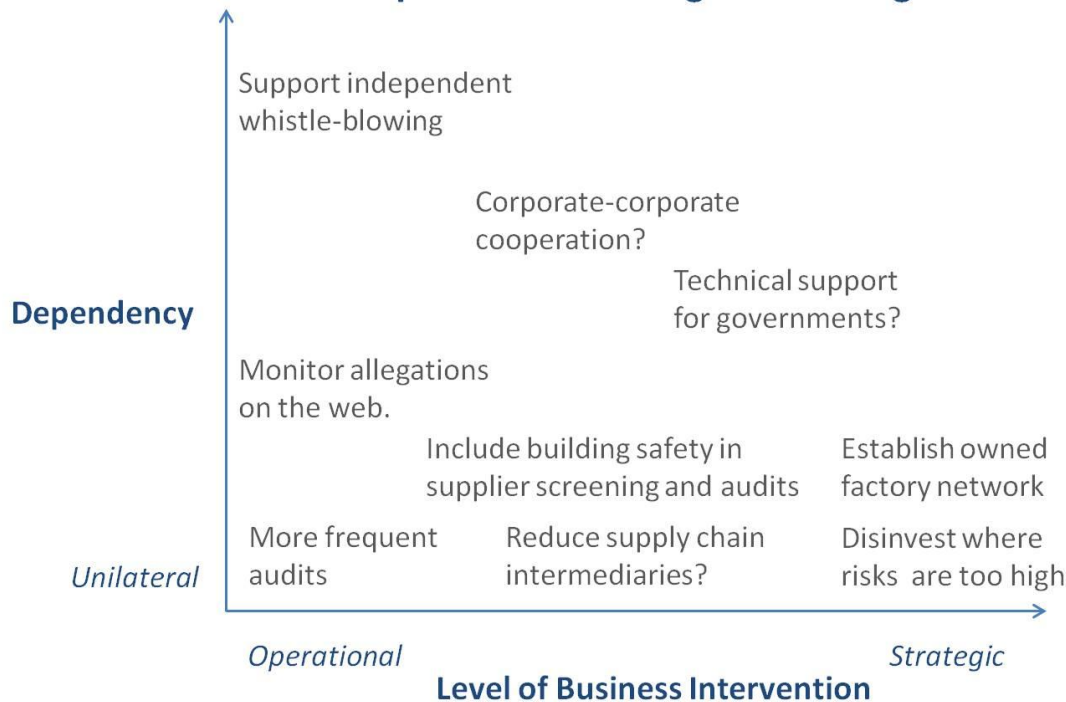 Support independent
whistle-blowing
Corporate-corporate
cooperation?
Technical support
for governments?
Dependency
Monitor allegations
on the web.
Include building safety in
supplier screening and audits
Establish owned
factory network
More frequent
audits
Reduce supply chain
intermediaries?
Disinvest where
risks are too high
Unilateral
Operational
Strategic
Level of Business Intervention